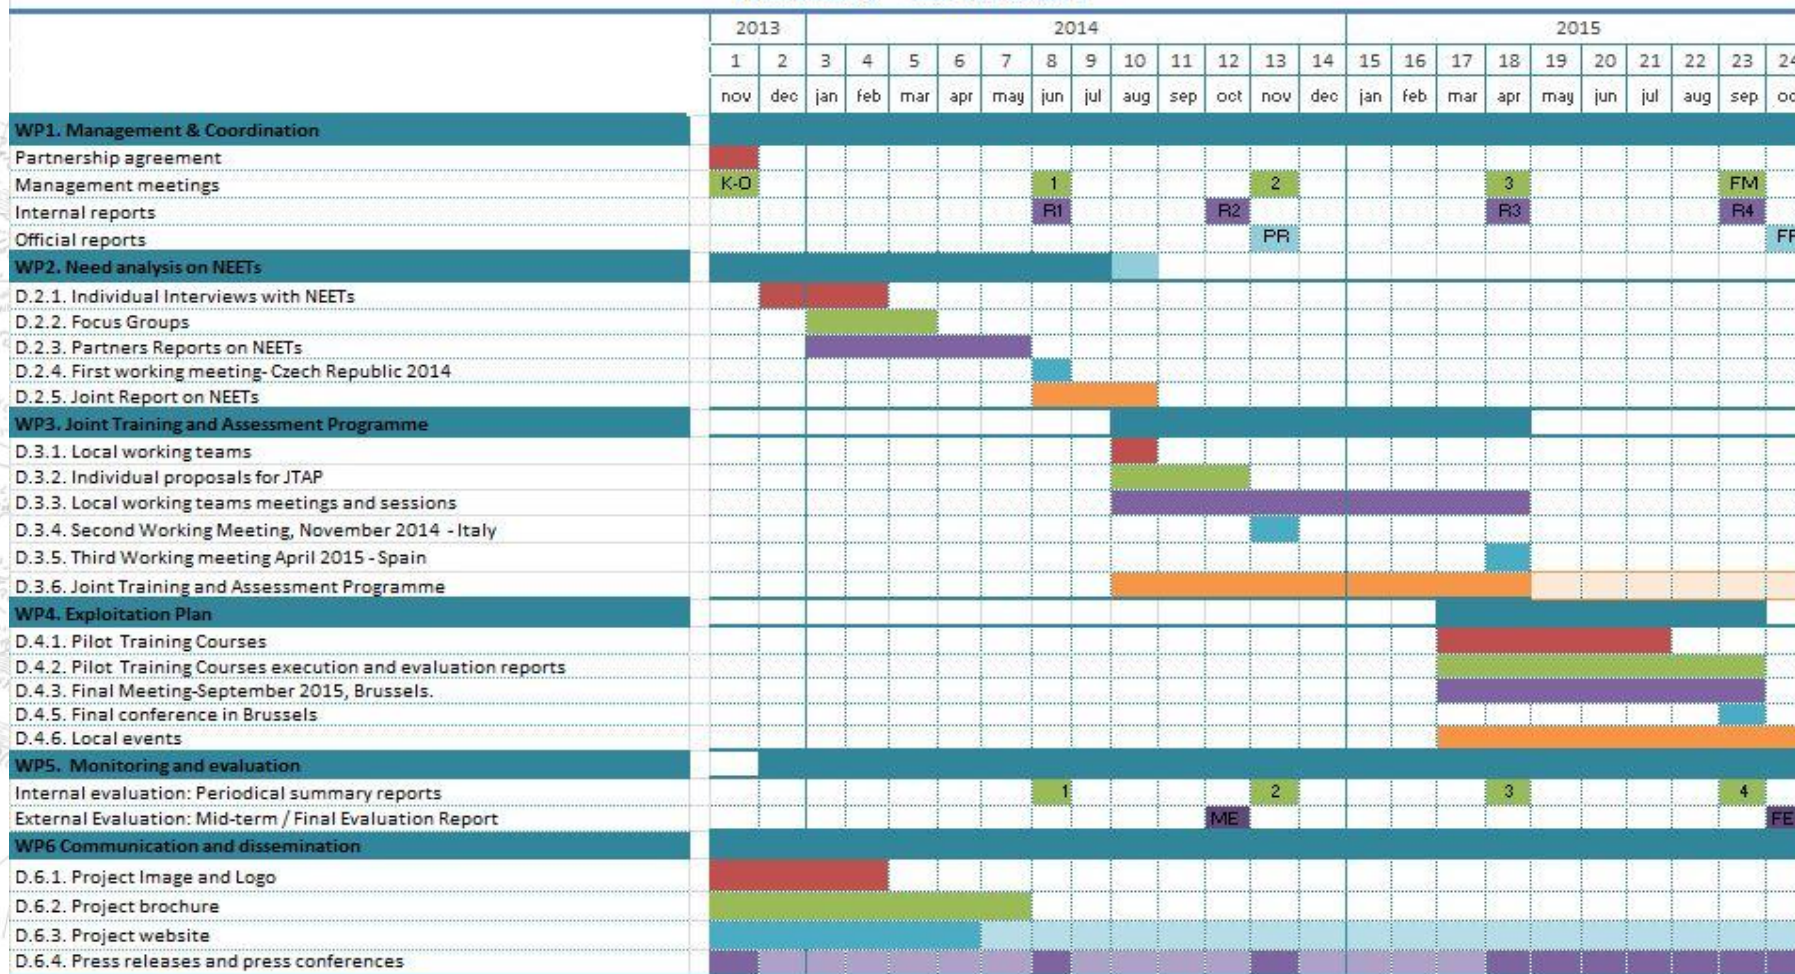 2013 2014 2015
1 2 3 4 5 6 7 8 9 10 11 12 13 14 15 16 17 18 19 20 21 22 23 24
nov dec jan feb mar apr may jun jul aug sep oct nov dec jan feb mar apr may jun jul aug sep oc
WP1. Management & Coordination
Partnership agreement
Management meetings K-O 1 2 3 FM
Internal reports R1 R2 R3 R4
Official reports PR
WP2. Need analysis on NEETs
D.2.1. Individual Interviews with NEETs
D.2.2. Focus Groups
D.2.3. Partners Reports on NEETs
D.2.4. First working meeting- Czech Republic 2014
D.2.5. Joint Report on NEETs
WP3. Joint Training and Assessment Programme
D.3.1. Local working teams
D.3.2. Individual proposals for JTAP
D.3.3. Local working teams meetings and sessions
D.3.4. Second Working Meeting, November 2014 - Italy
D.3.5. Third Working meeting April 2015 - Spain
D.3.6. Joint Training and Assessment Programme
WP4. Exploitation Plan
D.4.1. Pilot Training Courses
D.4.2. Pilot Training Courses execution and evaluation reports
D.4.3. Final Meeting-September 2015, Brussels.
D.4.5. Final conference in Brussels
D.4.6. Local events
WP5. Monitoring and evaluation
Internal evaluation: Periodical summary reports 1 2 3 4
External Evaluation: Mid-term / Final Evaluation Report ME FE
WP6 Communication and dissemination
D.6.1. Project Image and Logo
D.6.2. Project brochure
D.6.3. Project website
D.6.4. Press releases and press conferences